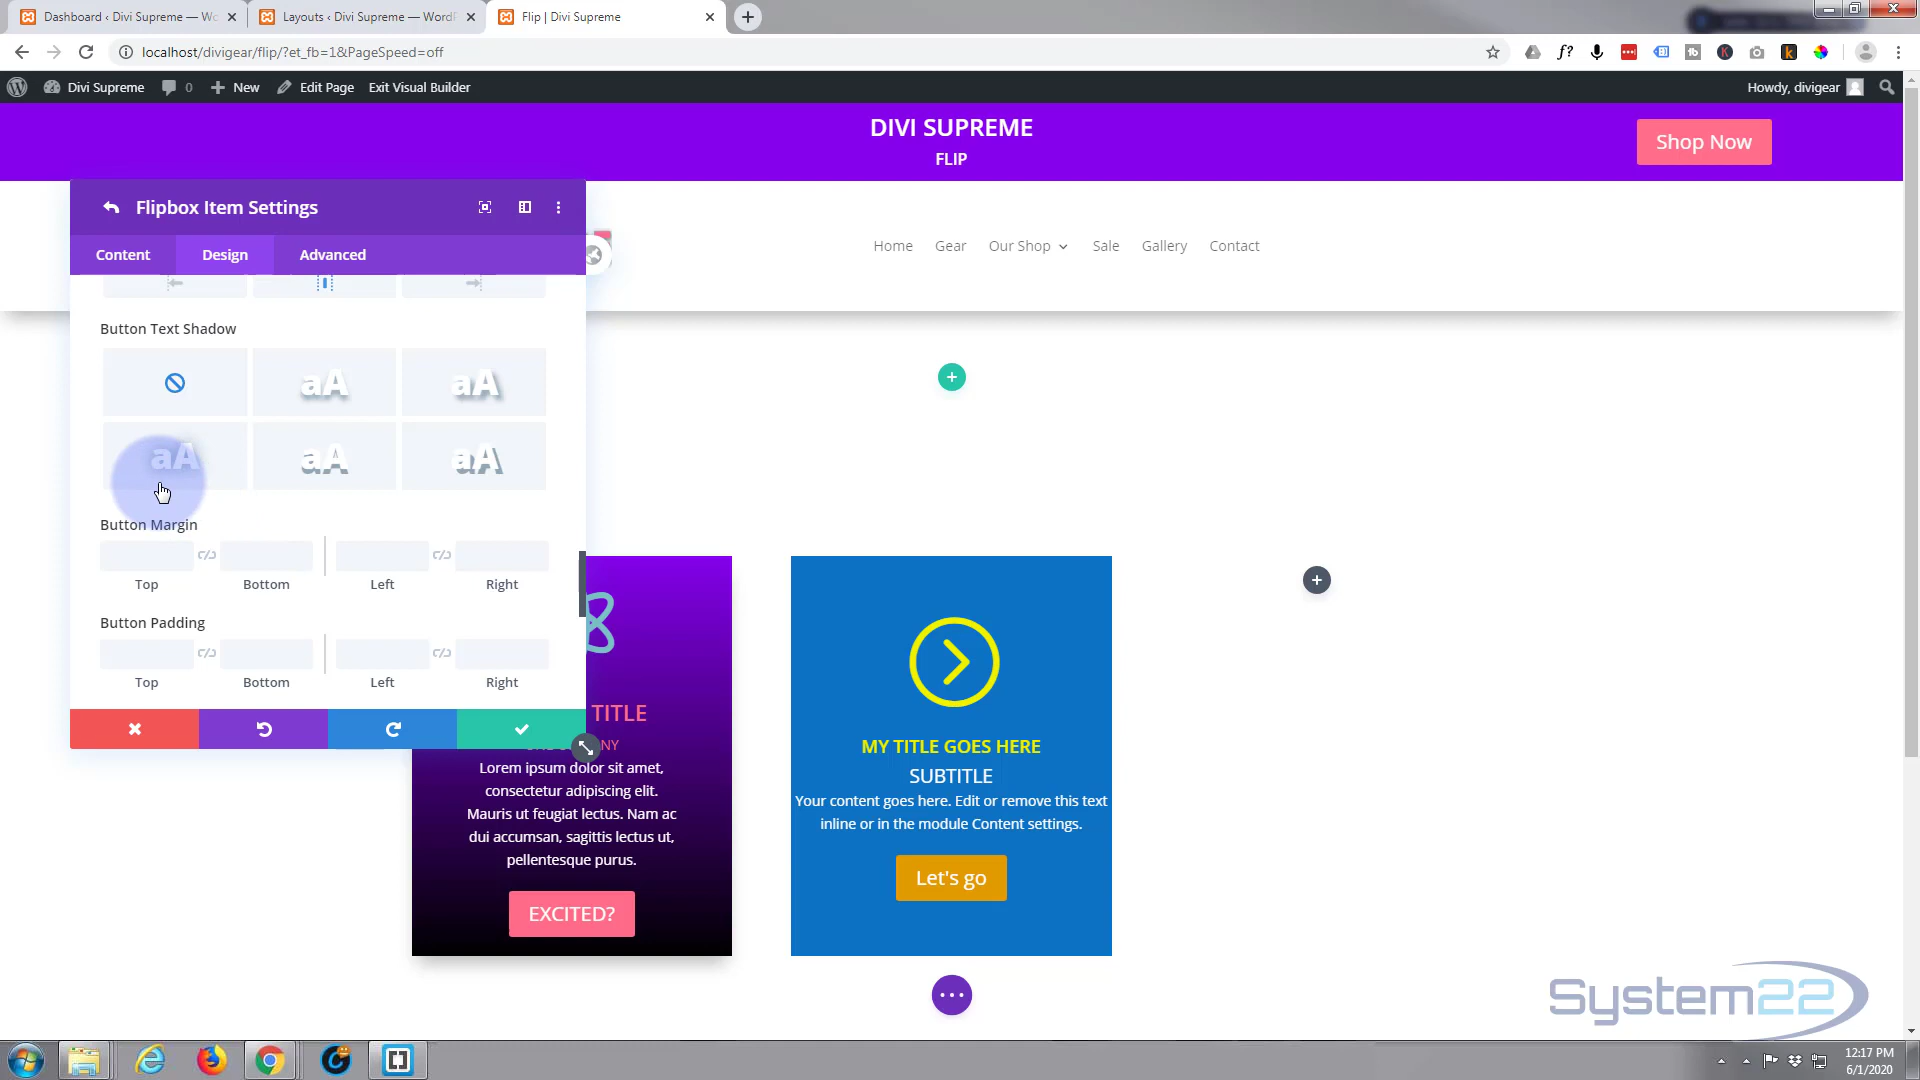 Dashboard ‹ Divi Supreme — Wo
Layouts ‹ Divi Supreme — WordP
Flip | Divi Supreme
localhost/divigear/flip/?et_fb=1&PageSpeed=off
Divi Supreme
0
New
Edit Page
Exit Visual Builder
Howdy, divigear
DIVI SUPREME
FLIP
Shop Now
Flipbox Item Settings
Content
Design
Advanced
Home
Gear
Our Shop
Sale
Gallery
Contact
Button Text Shadow
aA
aA
aA
aA
aA
Button Margin
Top
Bottom
Left
Right
Button Padding
Top
Bottom
Left
Right
TITLE
NY
Lorem ipsum dolor sit amet,
consectetur adipiscing elit.
Mauris ut feugiat lectus. Nam ac
dui accumsan, sagittis lectus ut,
pellentesque purus.
EXCITED?
MY TITLE GOES HERE
SUBTITLE
Your content goes here. Edit or remove this text
inline or in the module Content settings.
Let's go
System22
12:17 PM
6/1/2020